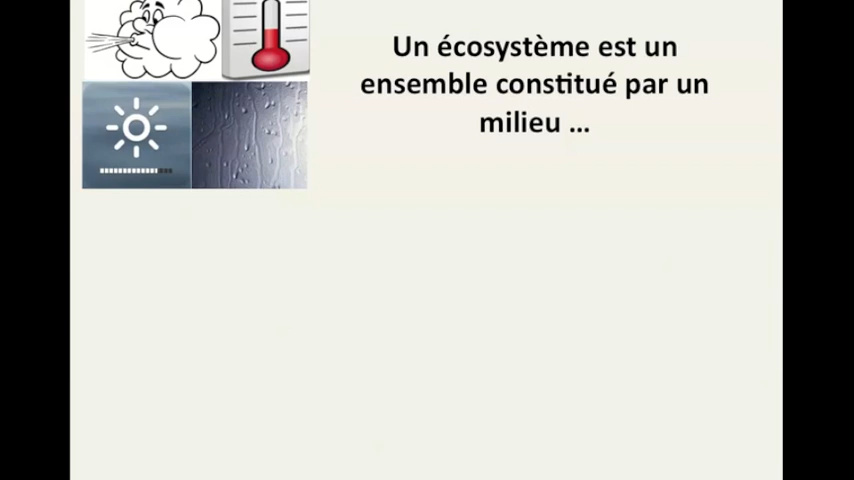 Un écosystème est un
ensemble constitué par un
milieu ...